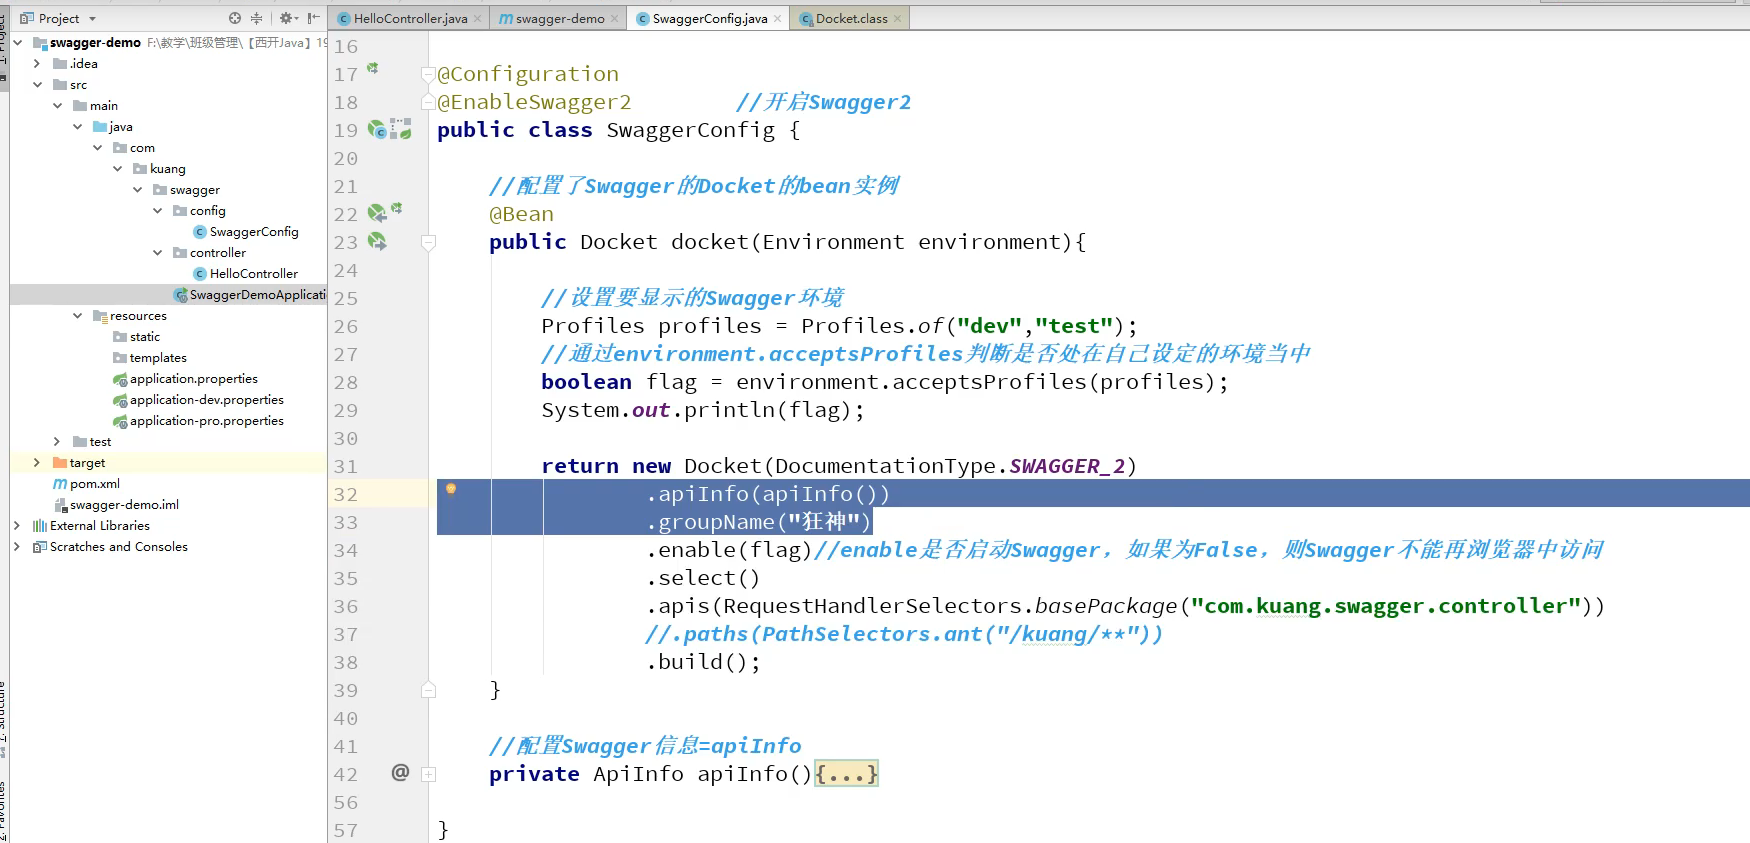 Project
HelloController.java
swagger-demo
SwaggerConfig.java
Docket.class
swagger-demo F:\教学\班级管理\【西开Java】19
.idea
src
main
java
com
kuang
swagger
config
SwaggerConfig
controller
HelloController
SwaggerDemoApplicati
resources
static
templates
application.properties
application-dev.properties
application-pro.properties
test
target
pom.xml
swagger-demo.iml
External Libraries
Scratches and Consoles
16
17 @Configuration
18 @EnableSwagger2 //开启Swagger2
19 public class SwaggerConfig {
20
21 //配置了Swagger的Docket的bean实例
22 @Bean
23 public Docket docket(Environment environment){
24
25 //设置要显示的Swagger环境
26 Profiles profiles = Profiles.of("dev","test");
27 //通过environment.acceptsProfiles判断是否处在自己设定的环境当中
28 boolean flag = environment.acceptsProfiles(profiles);
29 System.out.println(flag);
30
31 return new Docket(DocumentationType.SWAGGER_2)
32 .apiInfo(apiInfo())
33 .groupName("狂神")
34 .enable(flag)//enable是否启动Swagger，如果为False，则Swagger不能再浏览器中访问
35 .select()
36 .apis(RequestHandlerSelectors.basePackage("com.kuang.swagger.controller"))
37 //.paths(PathSelectors.ant("/kuang/**"))
38 .build();
39 }
40
41 //配置Swagger信息=apiInfo
42 private ApiInfo apiInfo(){...}
56
57 }